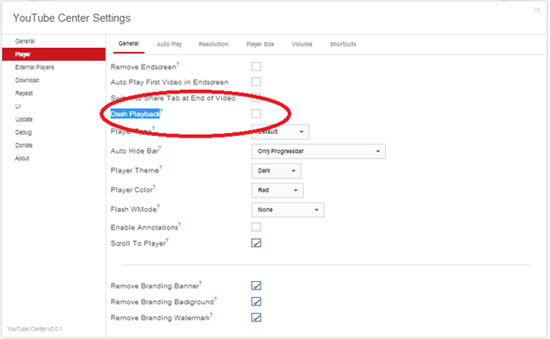 YouTube Center Settings
General
Player
External Players
Download
Repeat
UI
Update
Debug
Donate
About
YouTube Center v2.0.1
General Auto Play Resolution Player Size Volume Shortcuts
Remove Endscreen?
Auto Play First Video in Endscreen
Switch to Share Tab at End of Video
Dash Playback?
Player Type? Default
Auto Hide Bar? Only Progressbar
Player Theme? Dark
Player Color? Red
Flash WMode? None
Enable Annotations?
Scroll To Player?
Remove Branding Banner?
Remove Branding Background?
Remove Branding Watermark?